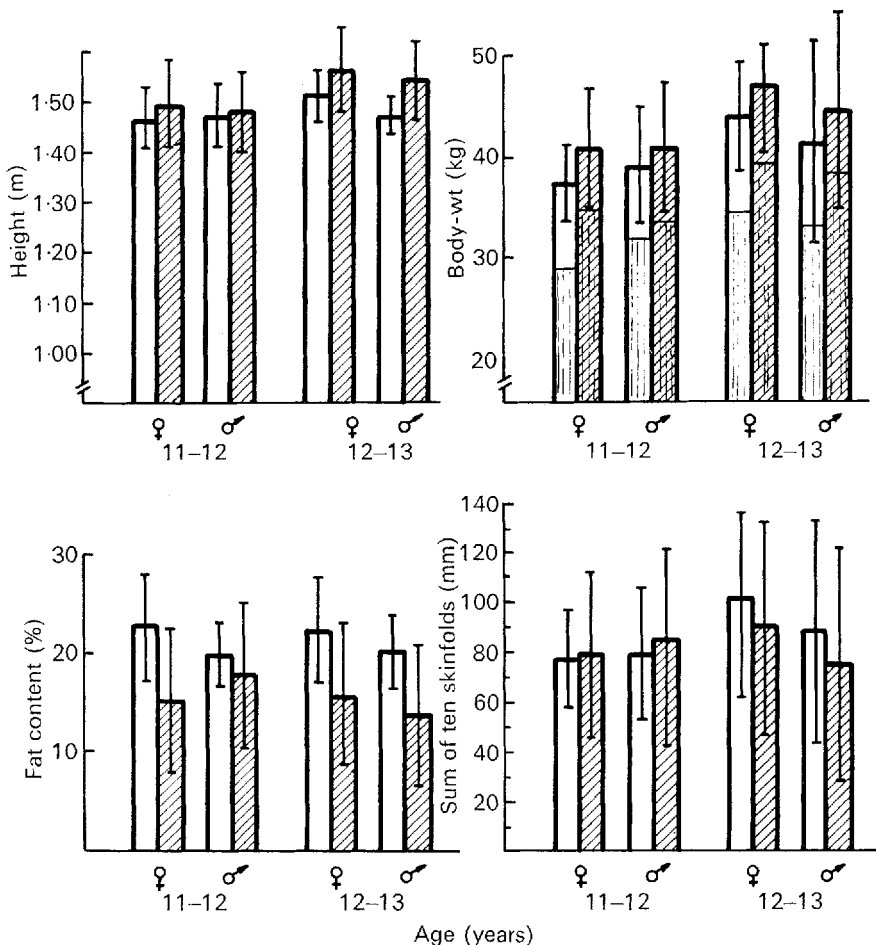 Height (m)
1·50
1·40
1·30
1·20
1·10
1·00
♀ ♂ ♀ ♂
11–12 12–13
Body-wt (kg)
50
40
30
20
♀ ♂ ♀ ♂
11–12 12–13
Fat content (%)
30
20
10
♀ ♂ ♀ ♂
11–12 12–13
Sum of ten skinfolds (mm)
140
120
100
80
60
40
20
♀ ♂ ♀ ♂
11–12 12–13
Age (years)